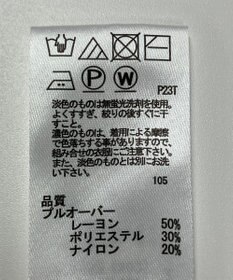 P W
P23T
淡色のものは無蛍光洗剤を使用。
よくすすぎ、絞りの後すぐに干す
こと。
濃色のものは、着用による摩擦
で色落ちする事がありますので、
組み合せの衣服にご注意下さい。
また、淡色のものとは別にお洗
い下さい。
105
品質
プルオーバー
レーヨン 50%
ポリエステル 30%
ナイロン 20%